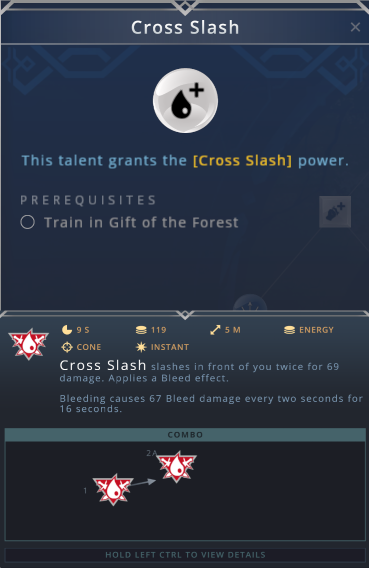 Cross Slash
This talent grants the [Cross Slash] power.
PREREQUISITES
Train in Gift of the Forest
9 S 119 5 M ENERGY
CONE INSTANT
Cross Slash slashes in front of you twice for 69
damage. Applies a Bleed effect.
Bleeding causes 67 Bleed damage every two seconds for
16 seconds.
COMBO
2A
1
HOLD LEFT CTRL TO VIEW DETAILS